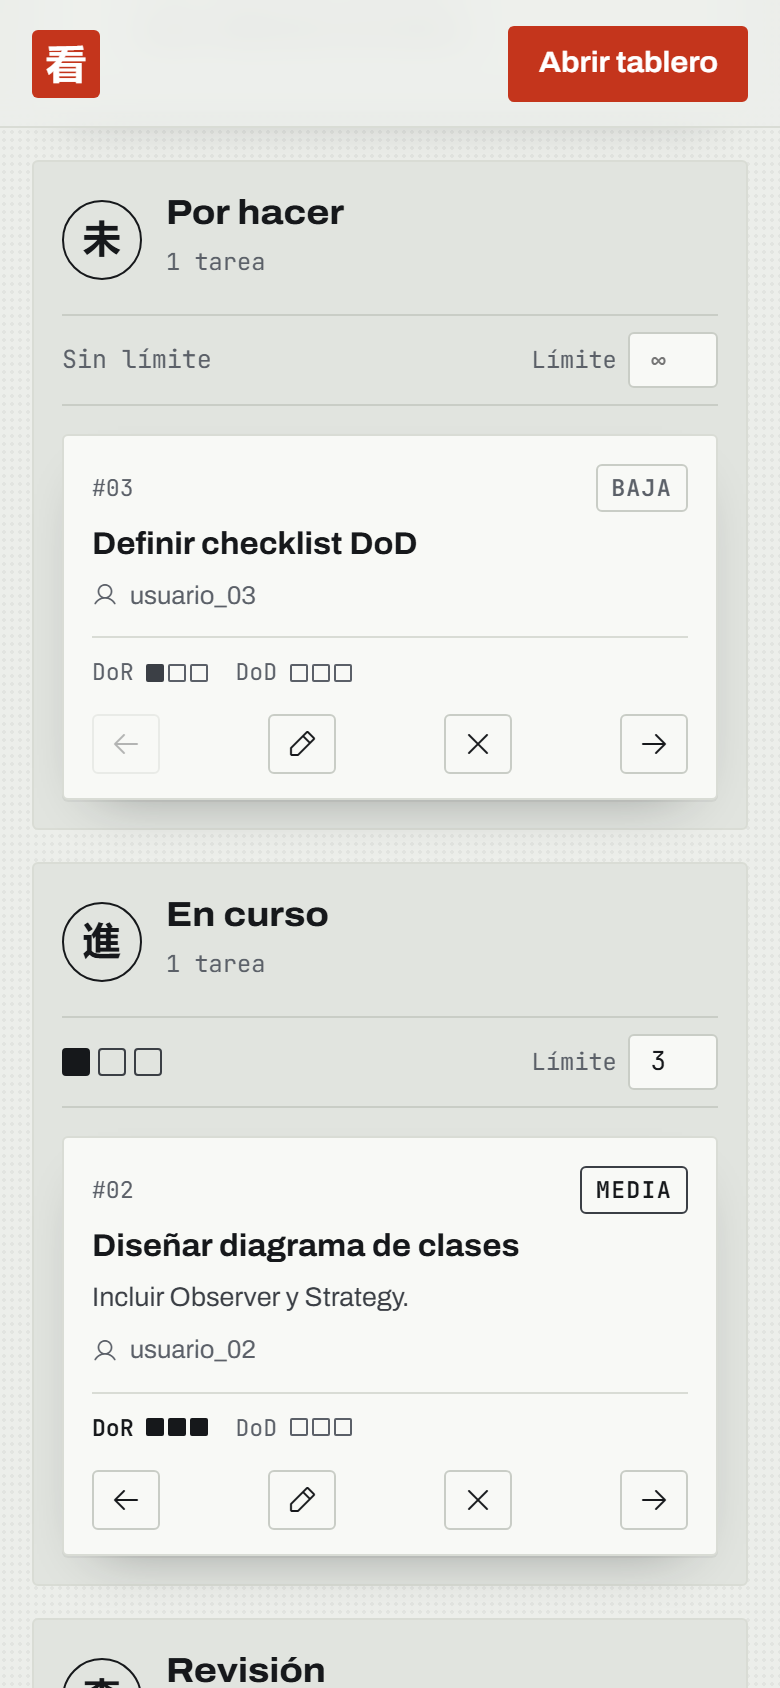 看
Abrir tablero
未
Por hacer
1 tarea
Sin límite
Límite ∞
#03
BAJA
Definir checklist DoD
usuario_03
DoR
DoD
進
En curso
1 tarea
Límite 3
#02
MEDIA
Diseñar diagrama de clases
Incluir Observer y Strategy.
usuario_02
DoR
DoD
Revisión